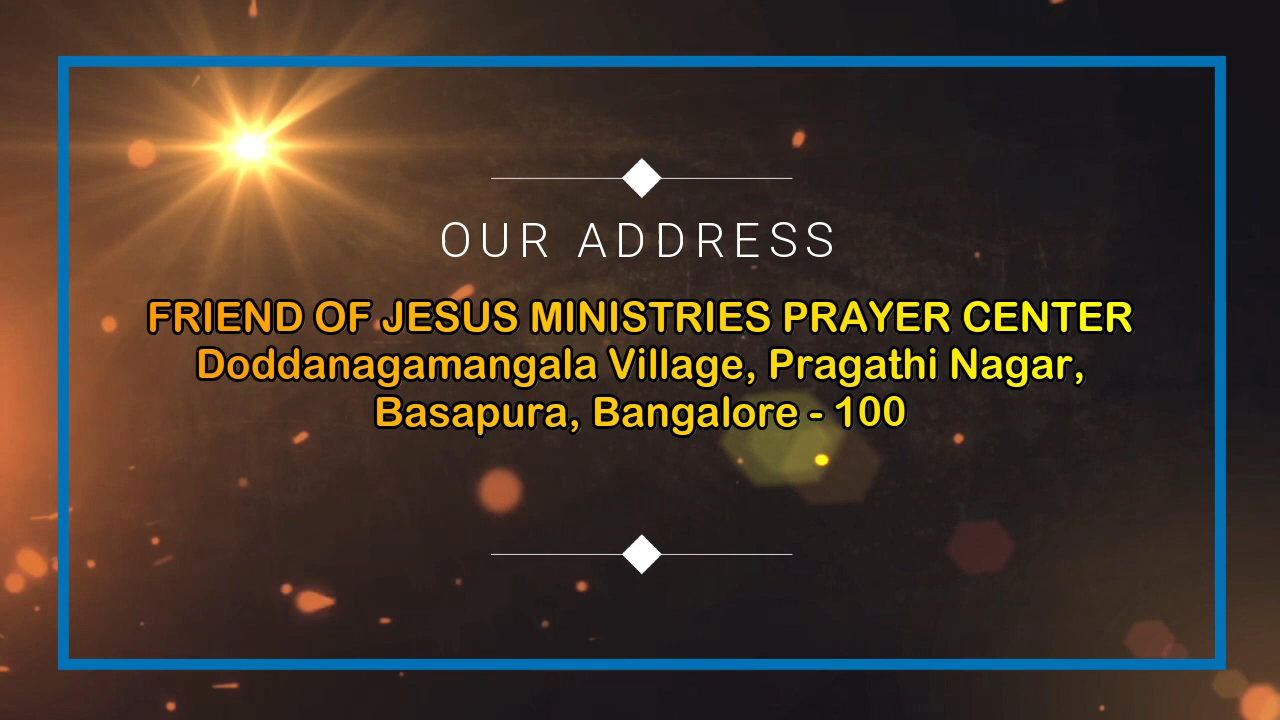 OUR ADDRESS
FRIEND OF JESUS MINISTRIES PRAYER CENTER
Doddanagamangala Village, Pragathi Nagar,
Basapura, Bangalore - 100